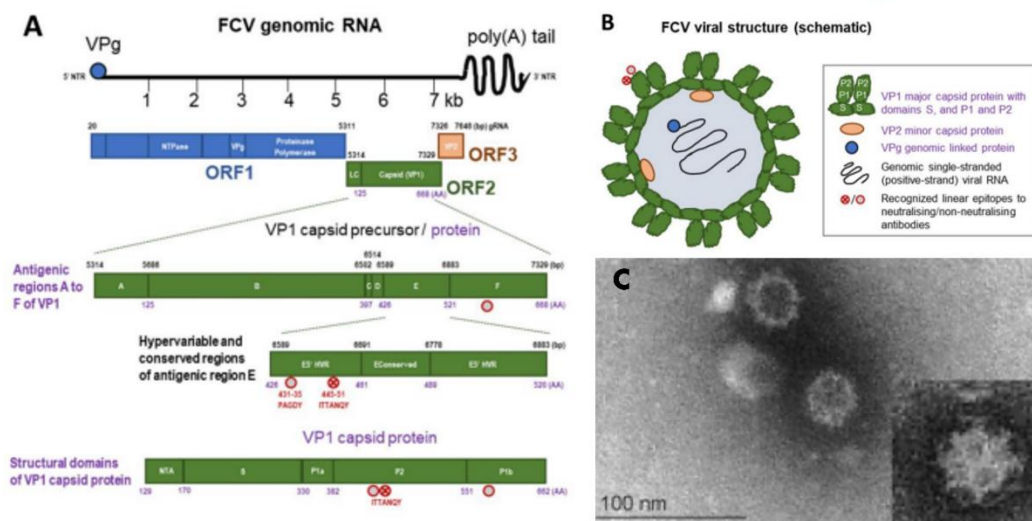 A
FCV genomic RNA
VPg
poly(A) tail
5' NTR
3' NTR
1 2 3 4 5 6 7 kb
20
5311
7326 7646 (bp) gRNA
NTPase
VPg
Proteinase
Polymerase
VP2
ORF1
ORF3
5314
7329
LC
Capsid (VP1)
ORF2
125
668 (AA)
VP1 capsid precursor/ protein
Antigenic
regions A to
F of VP1
6514
5314 5686 6502 6589 6883 7329 (bp)
A B C D E F
125 397 426 521 668 (AA)
Hypervariable and
conserved regions
of antigenic region E
6589 6691 6778 6883 (bp)
E5' HVR EConserved E3' HVR
426 461 489 520 (AA)
431-35 445-51
PAGDY ITTANQY
VP1 capsid protein
Structural domains
of VP1 capsid protein
NTA S P1a P2 P1b
129 170 330 382 551 662 (AA)
ITTANQY
B
FCV viral structure (schematic)
P2 P2
P1 P1
S S
VP1 major capsid protein with
domains S, and P1 and P2
VP2 minor capsid protein
VPg genomic linked protein
Genomic single-stranded
(positive-strand) viral RNA
/
Recognized linear epitopes to
neutralising/non-neutralising
antibodies
C
100 nm